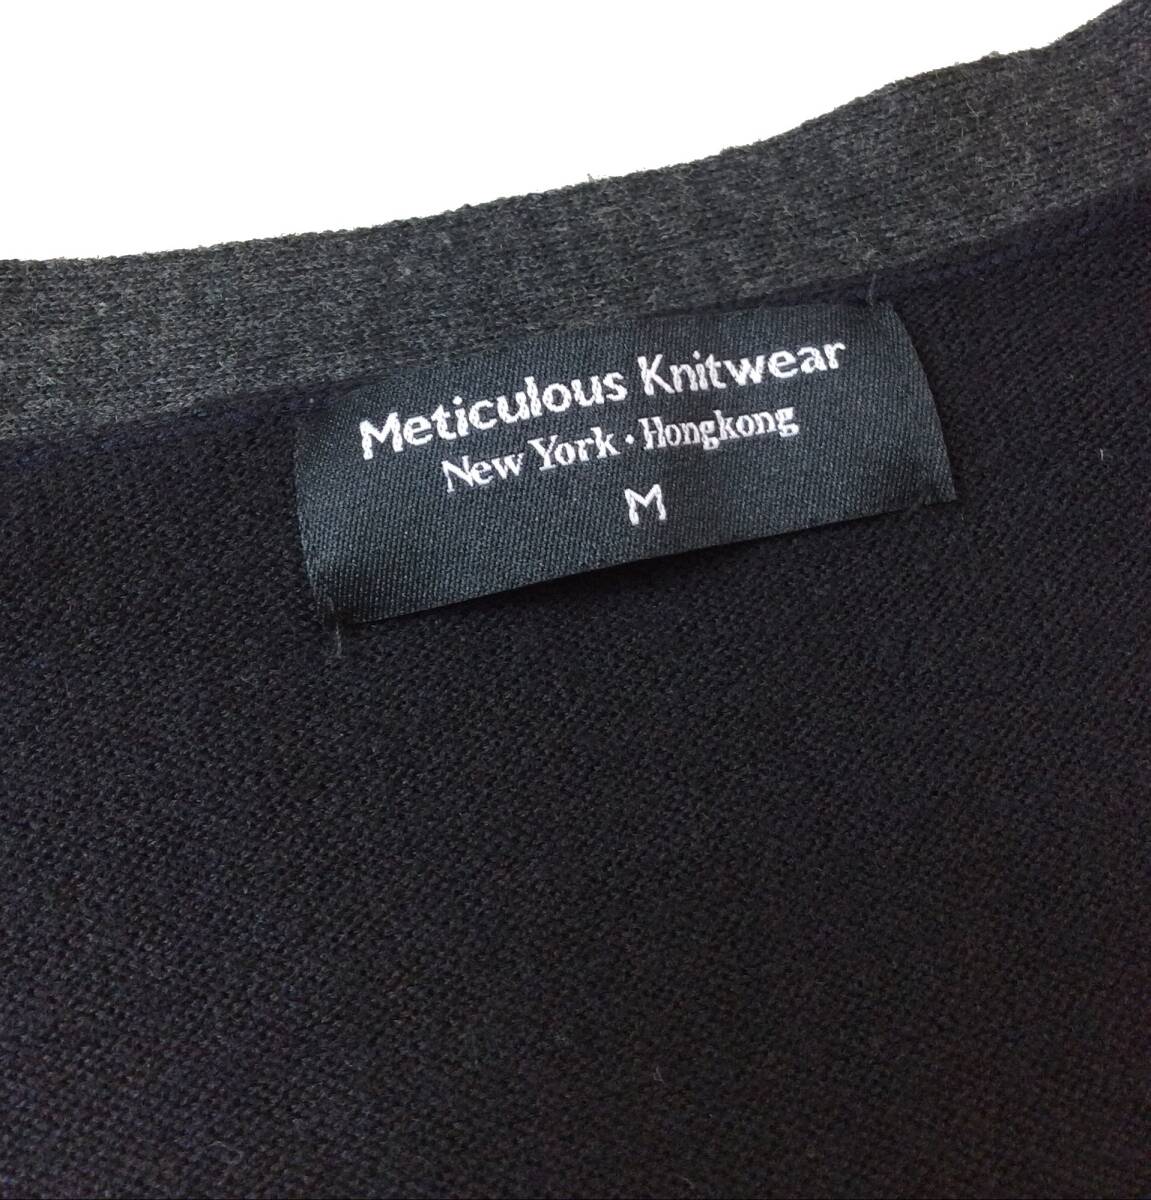 Meticulous Knitwear
New York · Hongkong
M